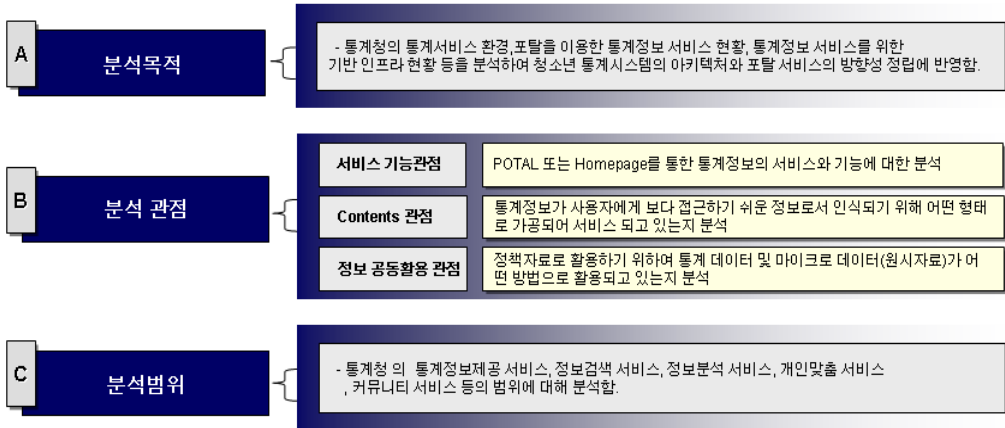 A
분석목적
- 통계청의 통계서비스 환경,포탈을 이용한 통계정보 서비스 현황, 통계정보 서비스를 위한
기반 인프라 현황 등을 분석하여 청소년 통계시스템의 아키텍처와 포탈 서비스의 방향성 정립에 반영함.
B
분석 관점
서비스 기능관점
POTAL 또는 Homepage를 통한 통계정보의 서비스와 기능에 대한 분석
Contents 관점
통계정보가 사용자에게 보다 접근하기 쉬운 정보로서 인식되기 위해 어떤 형태
로 가공되어 서비스 되고 있는지 분석
정보 공동활용 관점
정책자료로 활용하기 위하여 통계 데이터 및 마이크로 데이터(원시자료)가 어
떤 방법으로 활용되고 있는지 분석
C
분석범위
- 통계청 의 통계정보제공 서비스, 정보검색 서비스, 정보분석 서비스, 개인맞춤 서비스
, 커뮤니티 서비스 등의 범위에 대해 분석함.